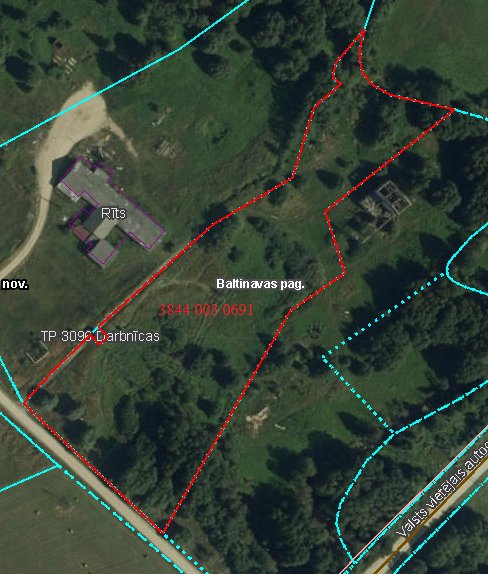 Rīts
nov.
Baltinavas pag.
3844 003 0691
TP 3096 Darbnīcas
Valsts vietējais autoc